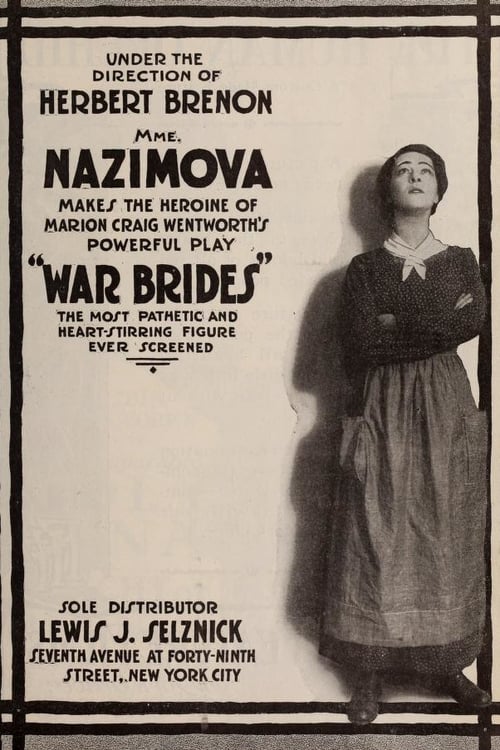 UNDER THE
DIRECTION OF
HERBERT BRENON
MME.
NAZIMOVA
MAKES THE HEROINE OF
MARION CRAIG WENTWORTH'S
POWERFUL PLAY
"WAR BRIDES"
THE MOST PATHETIC AND
HEART-STIRRING FIGURE
EVER SCREENED
SOLE DISTRIBUTOR
LEWIS J. SELZNICK
SEVENTH AVENUE AT FORTY-NINTH
STREET, NEW YORK CITY